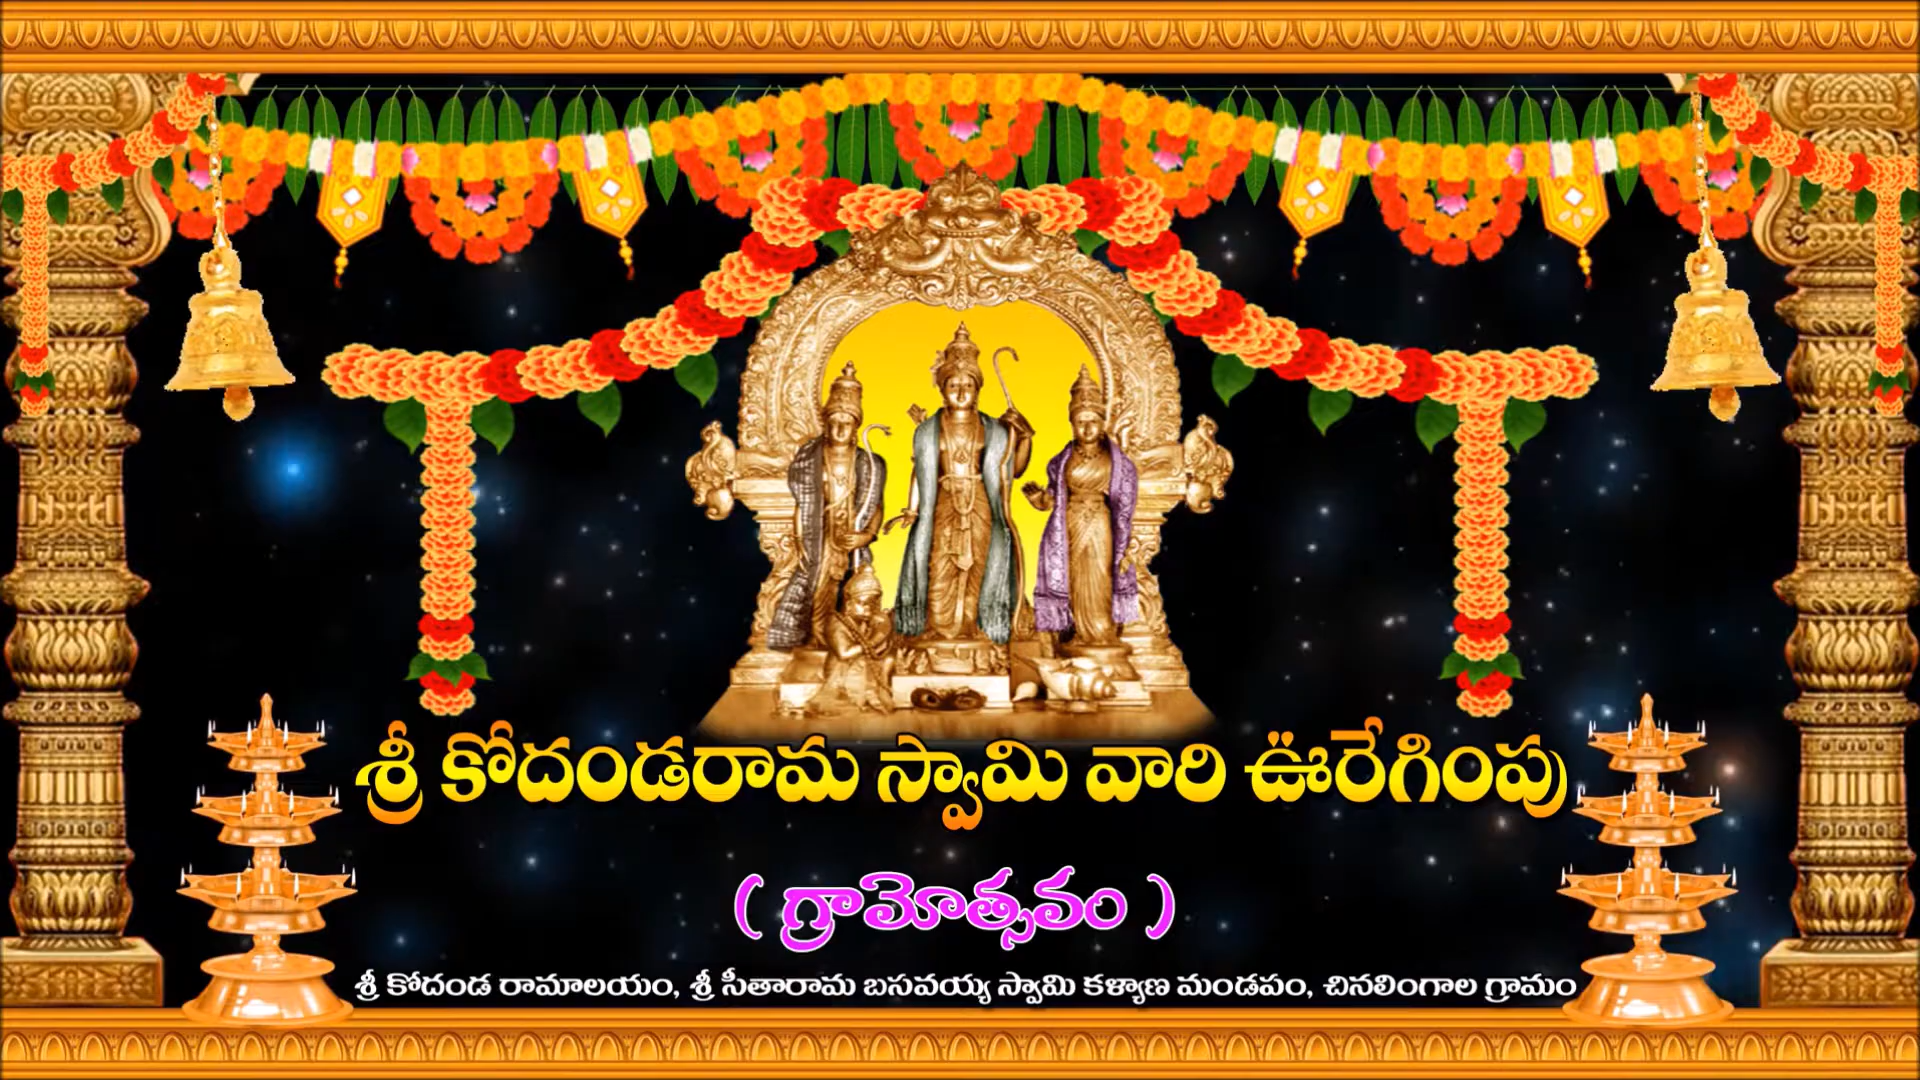 శ్రీ కోదండరామ స్వామి వారి ఊరేగింపు
( గ్రామోత్సవం )
శ్రీ కోదండ రామాలయం, శ్రీ సీతారామ బసవయ్య స్వామి కళ్యాణ మండపం, చినలింగాల గ్రామం